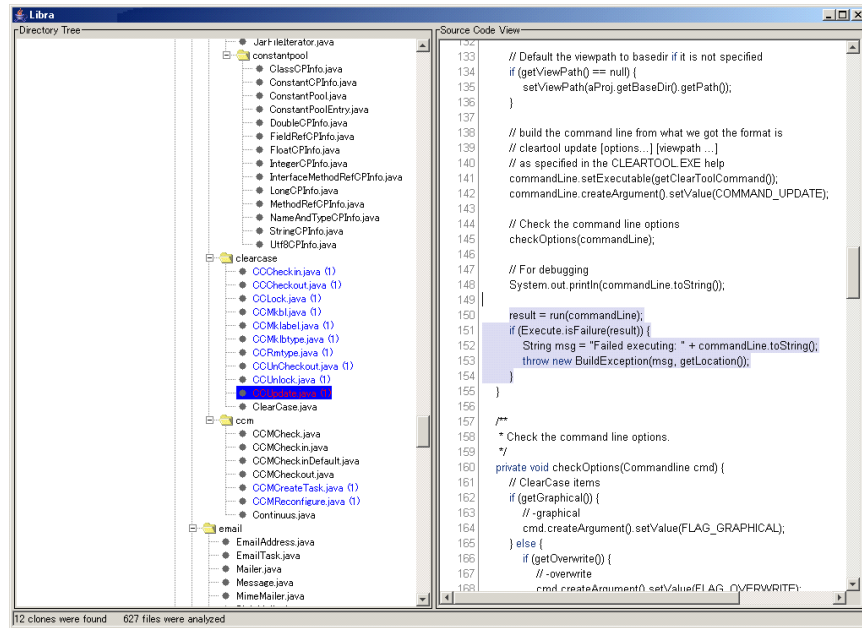 Libra
Directory Tree
JarFileIterator.java
constantpool
ClassCPInfo.java
ConstantCPInfo.java
ConstantPool.java
ConstantPoolEntry.java
DoubleCPInfo.java
FieldRefCPInfo.java
FloatCPInfo.java
IntegerCPInfo.java
InterfaceMethodRefCPInfo.java
LongCPInfo.java
MethodRefCPInfo.java
NameAndTypeCPInfo.java
StringCPInfo.java
Utf8CPInfo.java
clearcase
CCCheckin.java (1)
CCCheckout.java (1)
CCLock.java (1)
CCMkbl.java (1)
CCMklabel.java (1)
CCMklbtype.java (1)
CCRmtype.java (1)
CCUnCheckout.java (1)
CCUnlock.java (1)
CCUpdate.java (1)
ClearCase.java
ccm
CCMCheck.java
CCMCheckin.java
CCMCheckinDefault.java
CCMCheckout.java
CCMCreateTask.java (1)
CCMReconfigure.java (1)
Continuus.java
email
EmailAddress.java
EmailTask.java
Mailer.java
Message.java
MimeMailer.java
Source Code View
132
133 // Default the viewpath to basedir if it is not specified
134 if (getViewPath() == null) {
135 setViewPath(aProj.getBaseDir().getPath());
136 }
137
138 // build the command line from what we got the format is
139 // cleartool update [options...] [viewpath ...]
140 // as specified in the CLEARTOOL.EXE help
141 commandLine.setExecutable(getClearToolCommand());
142 commandLine.createArgument().setValue(COMMAND_UPDATE);
143
144 // Check the command line options
145 checkOptions(commandLine);
146
147 // For debugging
148 System.out.println(commandLine.toString());
149
150 result = run(commandLine);
151 if (Execute.isFailure(result)) {
152 String msg = "Failed executing: " + commandLine.toString();
153 throw new BuildException(msg, getLocation());
154 }
155 }
156
157 /**
158 * Check the command line options.
159 */
160 private void checkOptions(Commandline cmd) {
161 // ClearCase items
162 if (getGraphical()) {
163 // -graphical
164 cmd.createArgument().setValue(FLAG_GRAPHICAL);
165 } else {
166 if (getOverwrite()) {
167 // -overwrite
168 cmd.createArgument().setValue(FLAG_OVERWRITE);
12 clones were found 627 files were analyzed